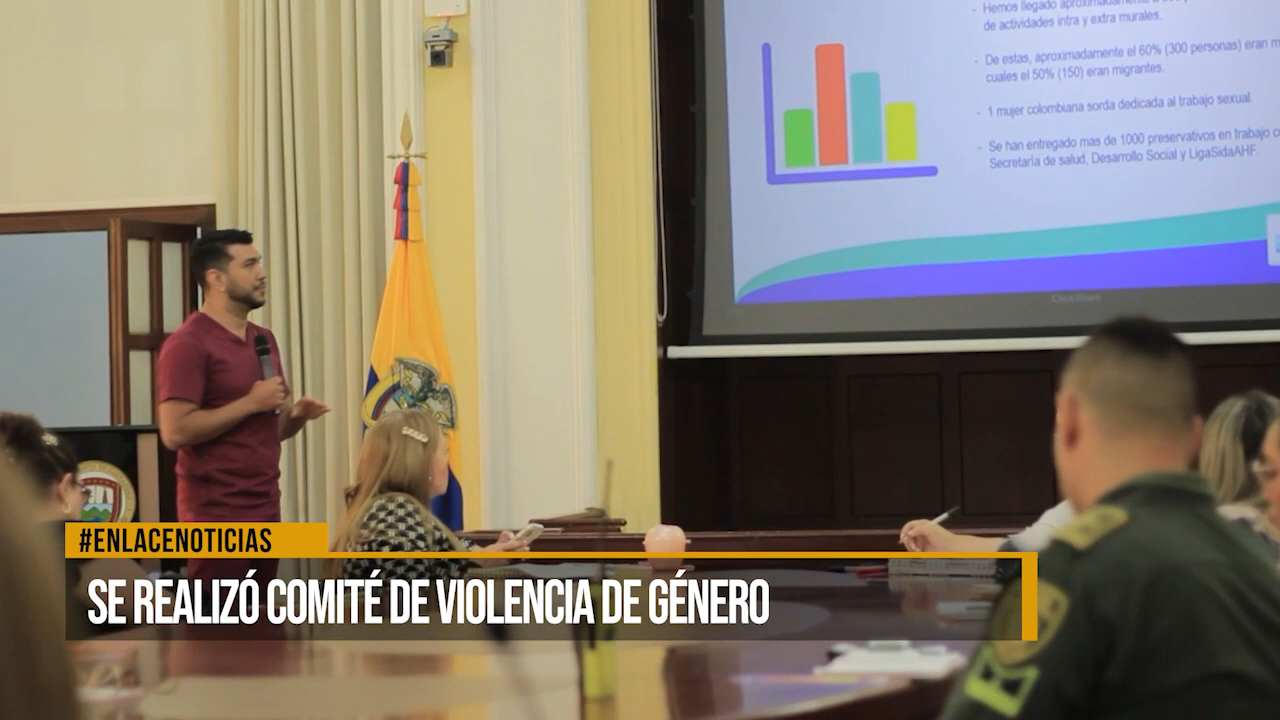 - Hemos llegado aproximadamente a
de actividades intra y extra murales.
- De estas, aproximadamente el 60% (300 personas) eran
cuales el 50% (150) eran migrantes.
- 1 mujer colombiana sorda dedicada al trabajo sexual.
- Se han entregado mas de 1000 preservativos en trabajo
Secretaría de salud, Desarrollo Social y LigaSidaAHF.
ClickShare
#ENLACENOTICIAS
SE REALIZÓ COMITÉ DE VIOLENCIA DE GÉNERO